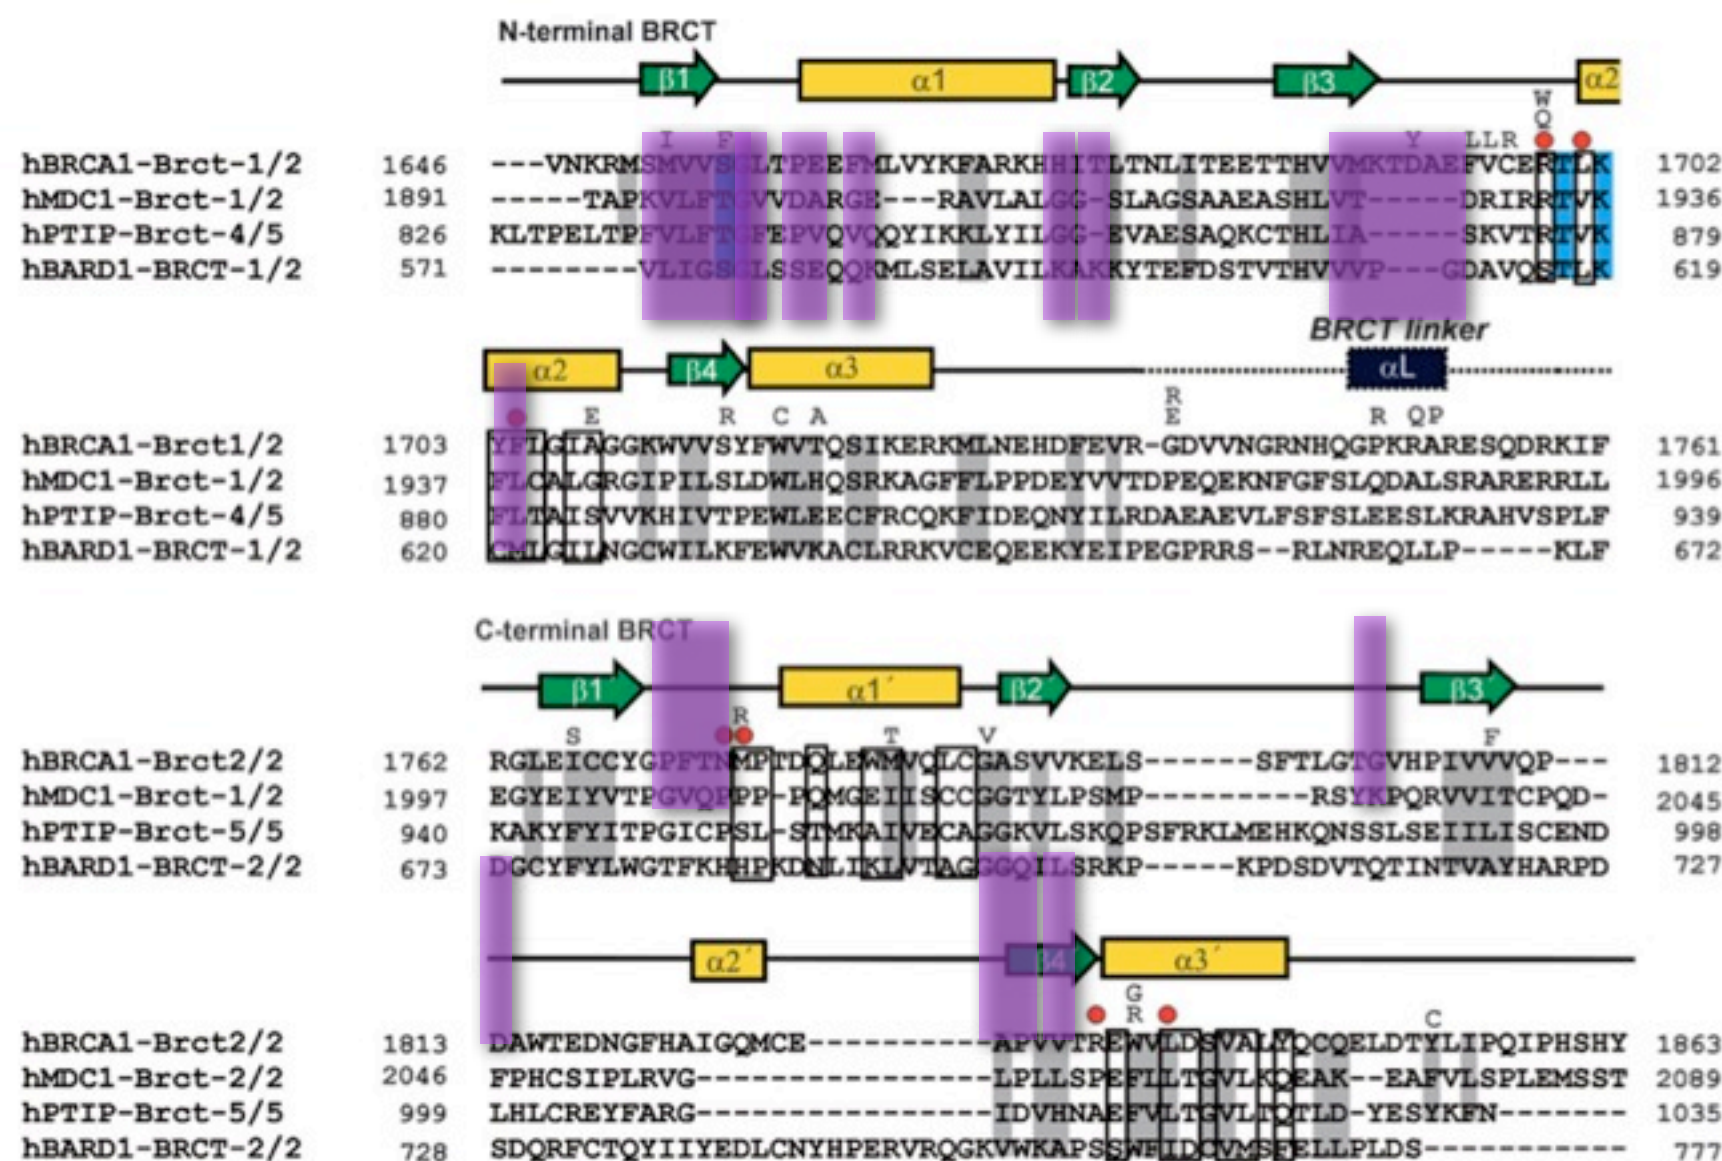 N-terminal BRCT
β1 α1 β2 β3 α2
W
I F Y LLR Q
hBRCA1-Brct-1/2 1646 ---VNKRMSMVVSGLTPEEFMLVYKFARKHHITLTNLITEETTHVVMKTDAEFVCERTLK 1702
hMDC1-Brct-1/2 1891 -----TAPKVLFTGVVDARGE---RAVLALGG-SLAGSAAEASHLVT-----DRIRRTVK 1936
hPTIP-Brct-4/5 826 KLTPELTPFVLFTGFEPVQVQQYIKKLYILGG-EVAESAQKCTHLIA-----SKVTRTVK 879
hBARD1-BRCT-1/2 571 --------VLIGSGLSSEQQKMLSELAVILKAKKYTEFDSTVTHVVVP---GDAVQSTLK 619
BRCT linker
α2 β4 α3 αL
R
E R C A E R QP
hBRCA1-Brct1/2 1703 YFLGIAGGKWVVSYFWVTQSIKERKMLNEHDFEVR-GDVVNGRNHQGPKRARESQDRKIF 1761
hMDC1-Brct-1/2 1937 FLCALGRGIPILSLDWLHQSRKAGFFLPPDEYVVTDPEQEKNFGFSLQDALSRARERRLL 1996
hPTIP-Brct-4/5 880 FLTAISVVKHIVTPEWLEECFRCQKFIDEQNYILRDAEAEVLFSFSLEESLKRAHVSPLF 939
hBARD1-BRCT-1/2 620 CMLGILNGCWILKFEWVKACLRRKVCEQEEKYEIPEGPRRS--RLNREQLLP-----KLF 672
C-terminal BRCT
β1 α1´ β2´ β3´
R
S T V F
hBRCA1-Brct2/2 1762 RGLEICCYGPFTNMPTDQLEWMVQLCGASVVKELS------SFTLGTGVHPIVVVQP--- 1812
hMDC1-Brct-1/2 1997 EGYEIYVTPGVQPPP-PQMGEIISCCGGTYLPSMP---------RSYKPQRVVITCPQD- 2045
hPTIP-Brct-5/5 940 KAKYFYITPGICPSL-STMKAIVECAGGKVLSKQPSFRKLMEHKQNSSLSEIILISCEND 998
hBARD1-BRCT-2/2 673 DGCYFYLWGTFKHHPKDNLIKLVTAGGGQILSRKP-----KPDSDVTQTINTVAYHARPD 727
α2´ β4 α3´
G
R C
hBRCA1-Brct2/2 1813 DAWTEDNGFHAIGQMCE----------APVVTREWVLDSVALYQCQELDTYLIPQIPHSHY 1863
hMDC1-Brct-2/2 2046 FPHCSIPLRVG----------------LPLLSPEFLLTGVLKQEAK--EAFVLSPLEMSST 2089
hPTIP-Brct-5/5 999 LHLCREYFARG----------------IDVHNAEFVLTGVLTQTLD-YESYKFN------- 1035
hBARD1-BRCT-2/2 728 SDQRFCTQYIIYEDLCNYHPERVRQGKVWKAPSSWFIDCVMSFELLPLDS----------- 777